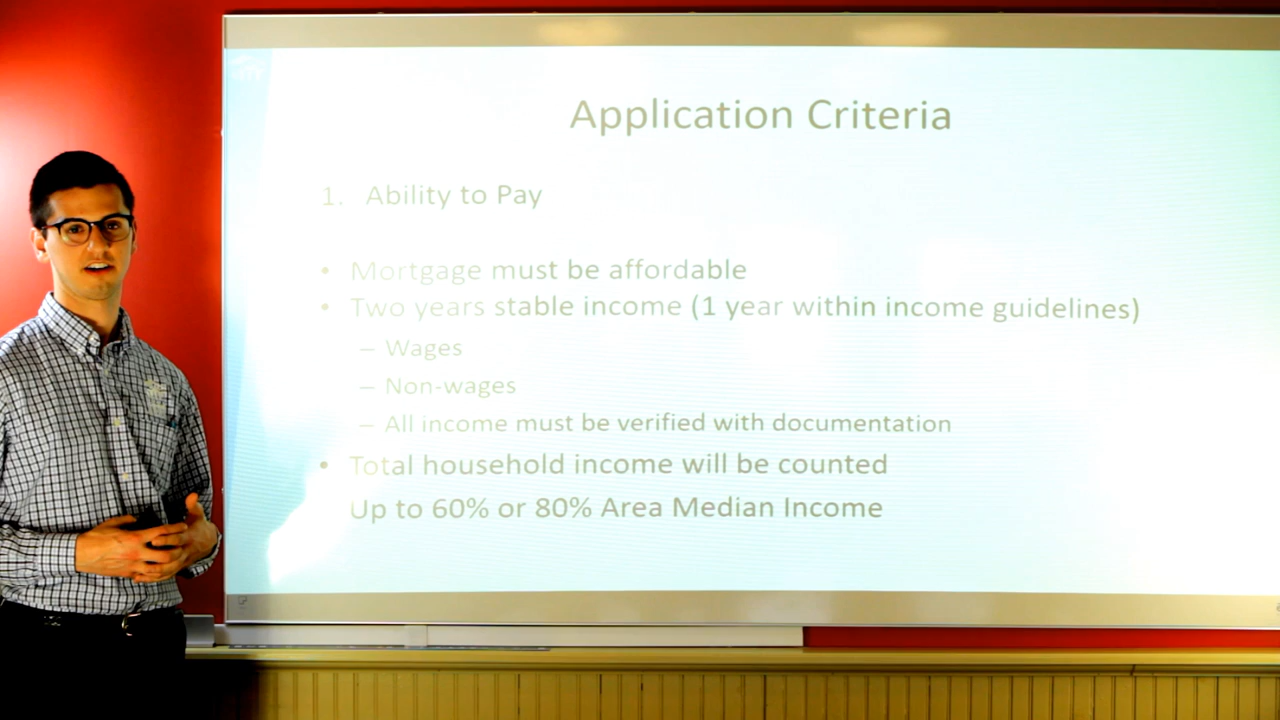 Application Criteria
1. Ability to Pay
• Mortgage must be affordable
• Two years stable income (1 year within income guidelines)
– Wages
– Non-wages
– All income must be verified with documentation
• Total household income will be counted
Up to 60% or 80% Area Median Income